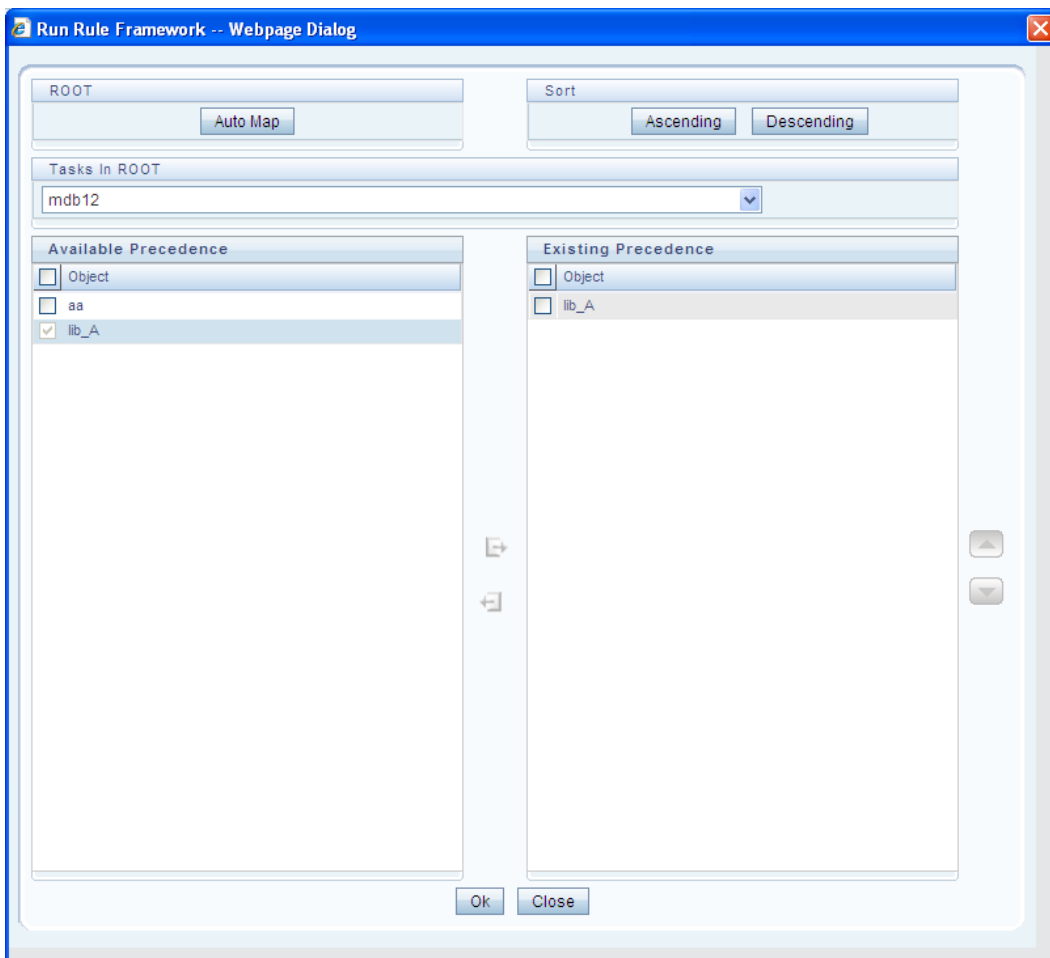 Run Rule Framework -- Webpage Dialog
ROOT
Auto Map
Sort
Ascending Descending
Tasks In ROOT
mdb12
Available Precedence
Object
aa
lib_A
Existing Precedence
Object
lib_A
Ok Close